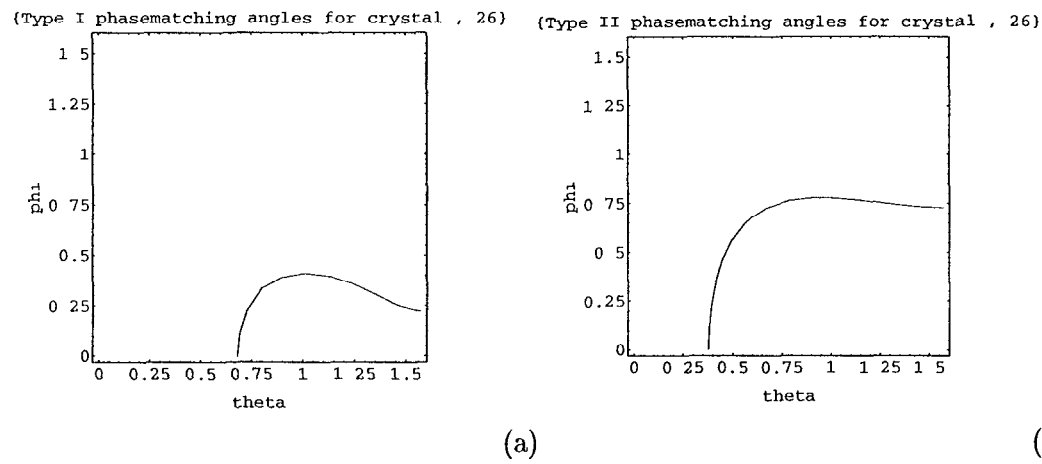 {Type I phasematching angles for crystal , 26}
1 5
1.25
1
0 75
0.5
0 25
0
phi
0 0.25 0.5 0.75 1 1 25 1.5
theta
{Type II phasematching angles for crystal , 26}
1.5
1 25
1
0 75
0 5
0.25
0
phi
0 0 25 0.5 0.75 1 1 25 1 5
theta
(a)
(